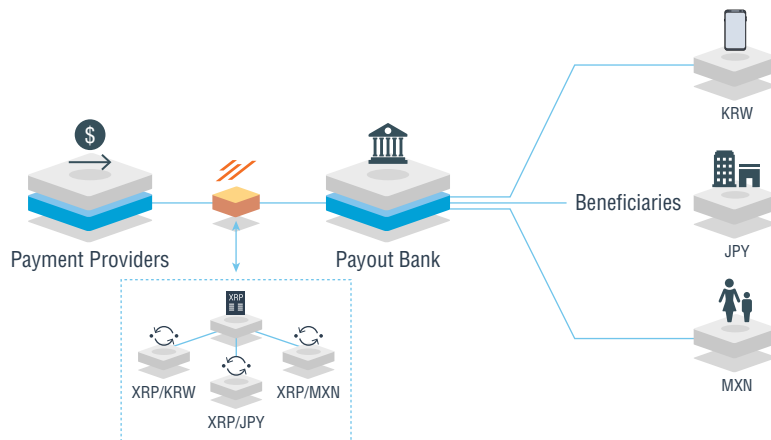 $
KRW
Beneficiaries
JPY
Payment Providers
Payout Bank
XRP
XRP/KRW
XRP/JPY
XRP/MXN
MXN